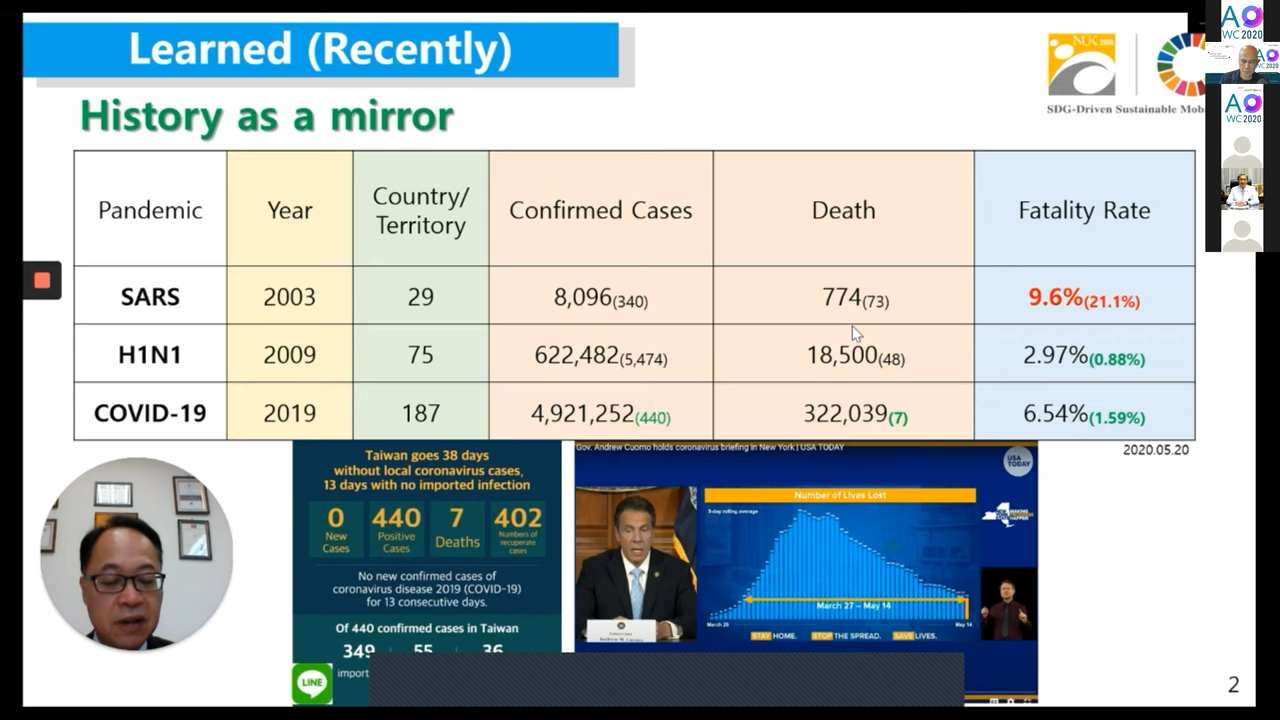 Learned (Recently)
History as a mirror
NUK
SDG-Driven Sustainable
AO
WC 2020
AO
WC 2020
AO
WC 2020
Pandemic Year Country/ Territory Confirmed Cases Death Fatality Rate
SARS 2003 29 8,096(340) 774(73) 9.6%(21.1%)
H1N1 2009 75 622,482(5,474) 18,500(48) 2.97%(0.88%)
COVID-19 2019 187 4,921,252(440) 322,039(7) 6.54%(1.59%)
2020.05.20
Taiwan goes 38 days
without local coronavirus cases,
13 days with no imported infection
0 440 7 402
New Cases Positive Cases Deaths Numbers of recuperate cases
No new confirmed cases of
coronavirus disease 2019 (COVID-19)
for 13 consecutive days.
Of 440 confirmed cases in Taiwan
349 55 36
import
LINE
Gov. Andrew Cuomo holds coronavirus briefing in New York | USA TODAY
USA TODAY
Number of Lives Lost
3-day rolling average
March 27 – May 14
March 20 May 14
STAY HOME. STOP THE SPREAD. SAVE LIVES.
2